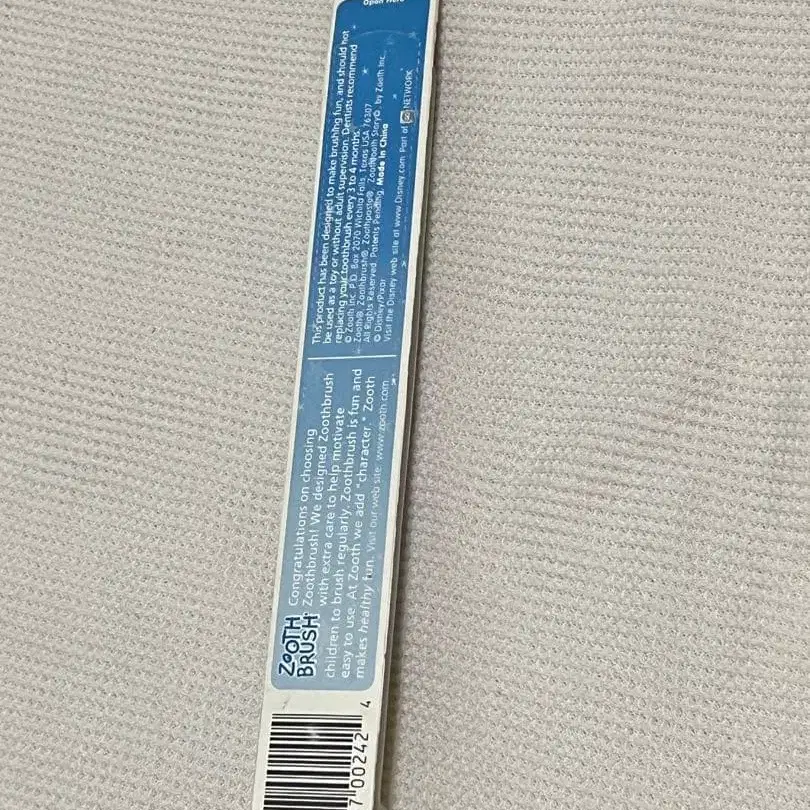 Open Here
ZOOTH
BRUSH
Congratulations on choosing
Zoothbrush! We designed Zoothbrush
with extra care to help motivate
children to brush regularly. Zoothbrush is fun and
easy to use. At Zooth we add "character." Zooth
makes healthy fun. Visit our web site: www.zooth.com
This product has been designed to make brushing fun, and should not
be used as a toy or without adult supervision. Dentists recommend
replacing your toothbrush every 3 to 4 months.
© Zooth Inc. P.O. Box 2070 Wichita Falls, Texas USA 76307
Zooth®, Zoothbrush®, Zoothpaste®, Zoothtooth Story©, by Zooth Inc.
All Rights Reserved. Patents Pending. Made in China
© Disney/Pixar
Visit the Disney web site at www.Disney.com Part of GO NETWORK
7 00242 4